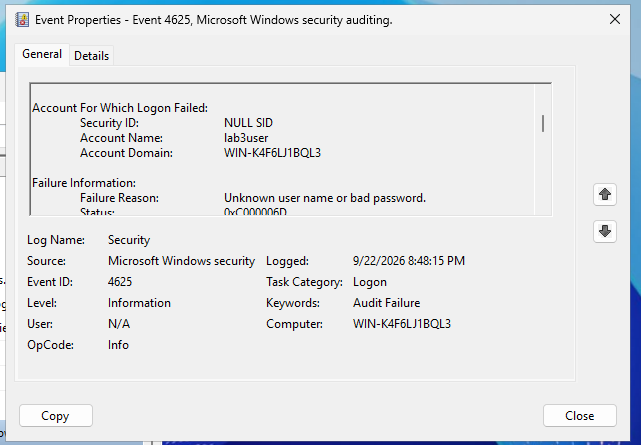 Event Properties - Event 4625, Microsoft Windows security auditing.
General Details
Account For Which Logon Failed:
Security ID: NULL SID
Account Name: lab3user
Account Domain: WIN-K4F6LJ1BQL3
Failure Information:
Failure Reason: Unknown user name or bad password.
Status: 0xC000006D
Log Name: Security
Source: Microsoft Windows security Logged: 9/22/2026 8:48:15 PM
Event ID: 4625 Task Category: Logon
Level: Information Keywords: Audit Failure
User: N/A Computer: WIN-K4F6LJ1BQL3
OpCode: Info
Copy Close